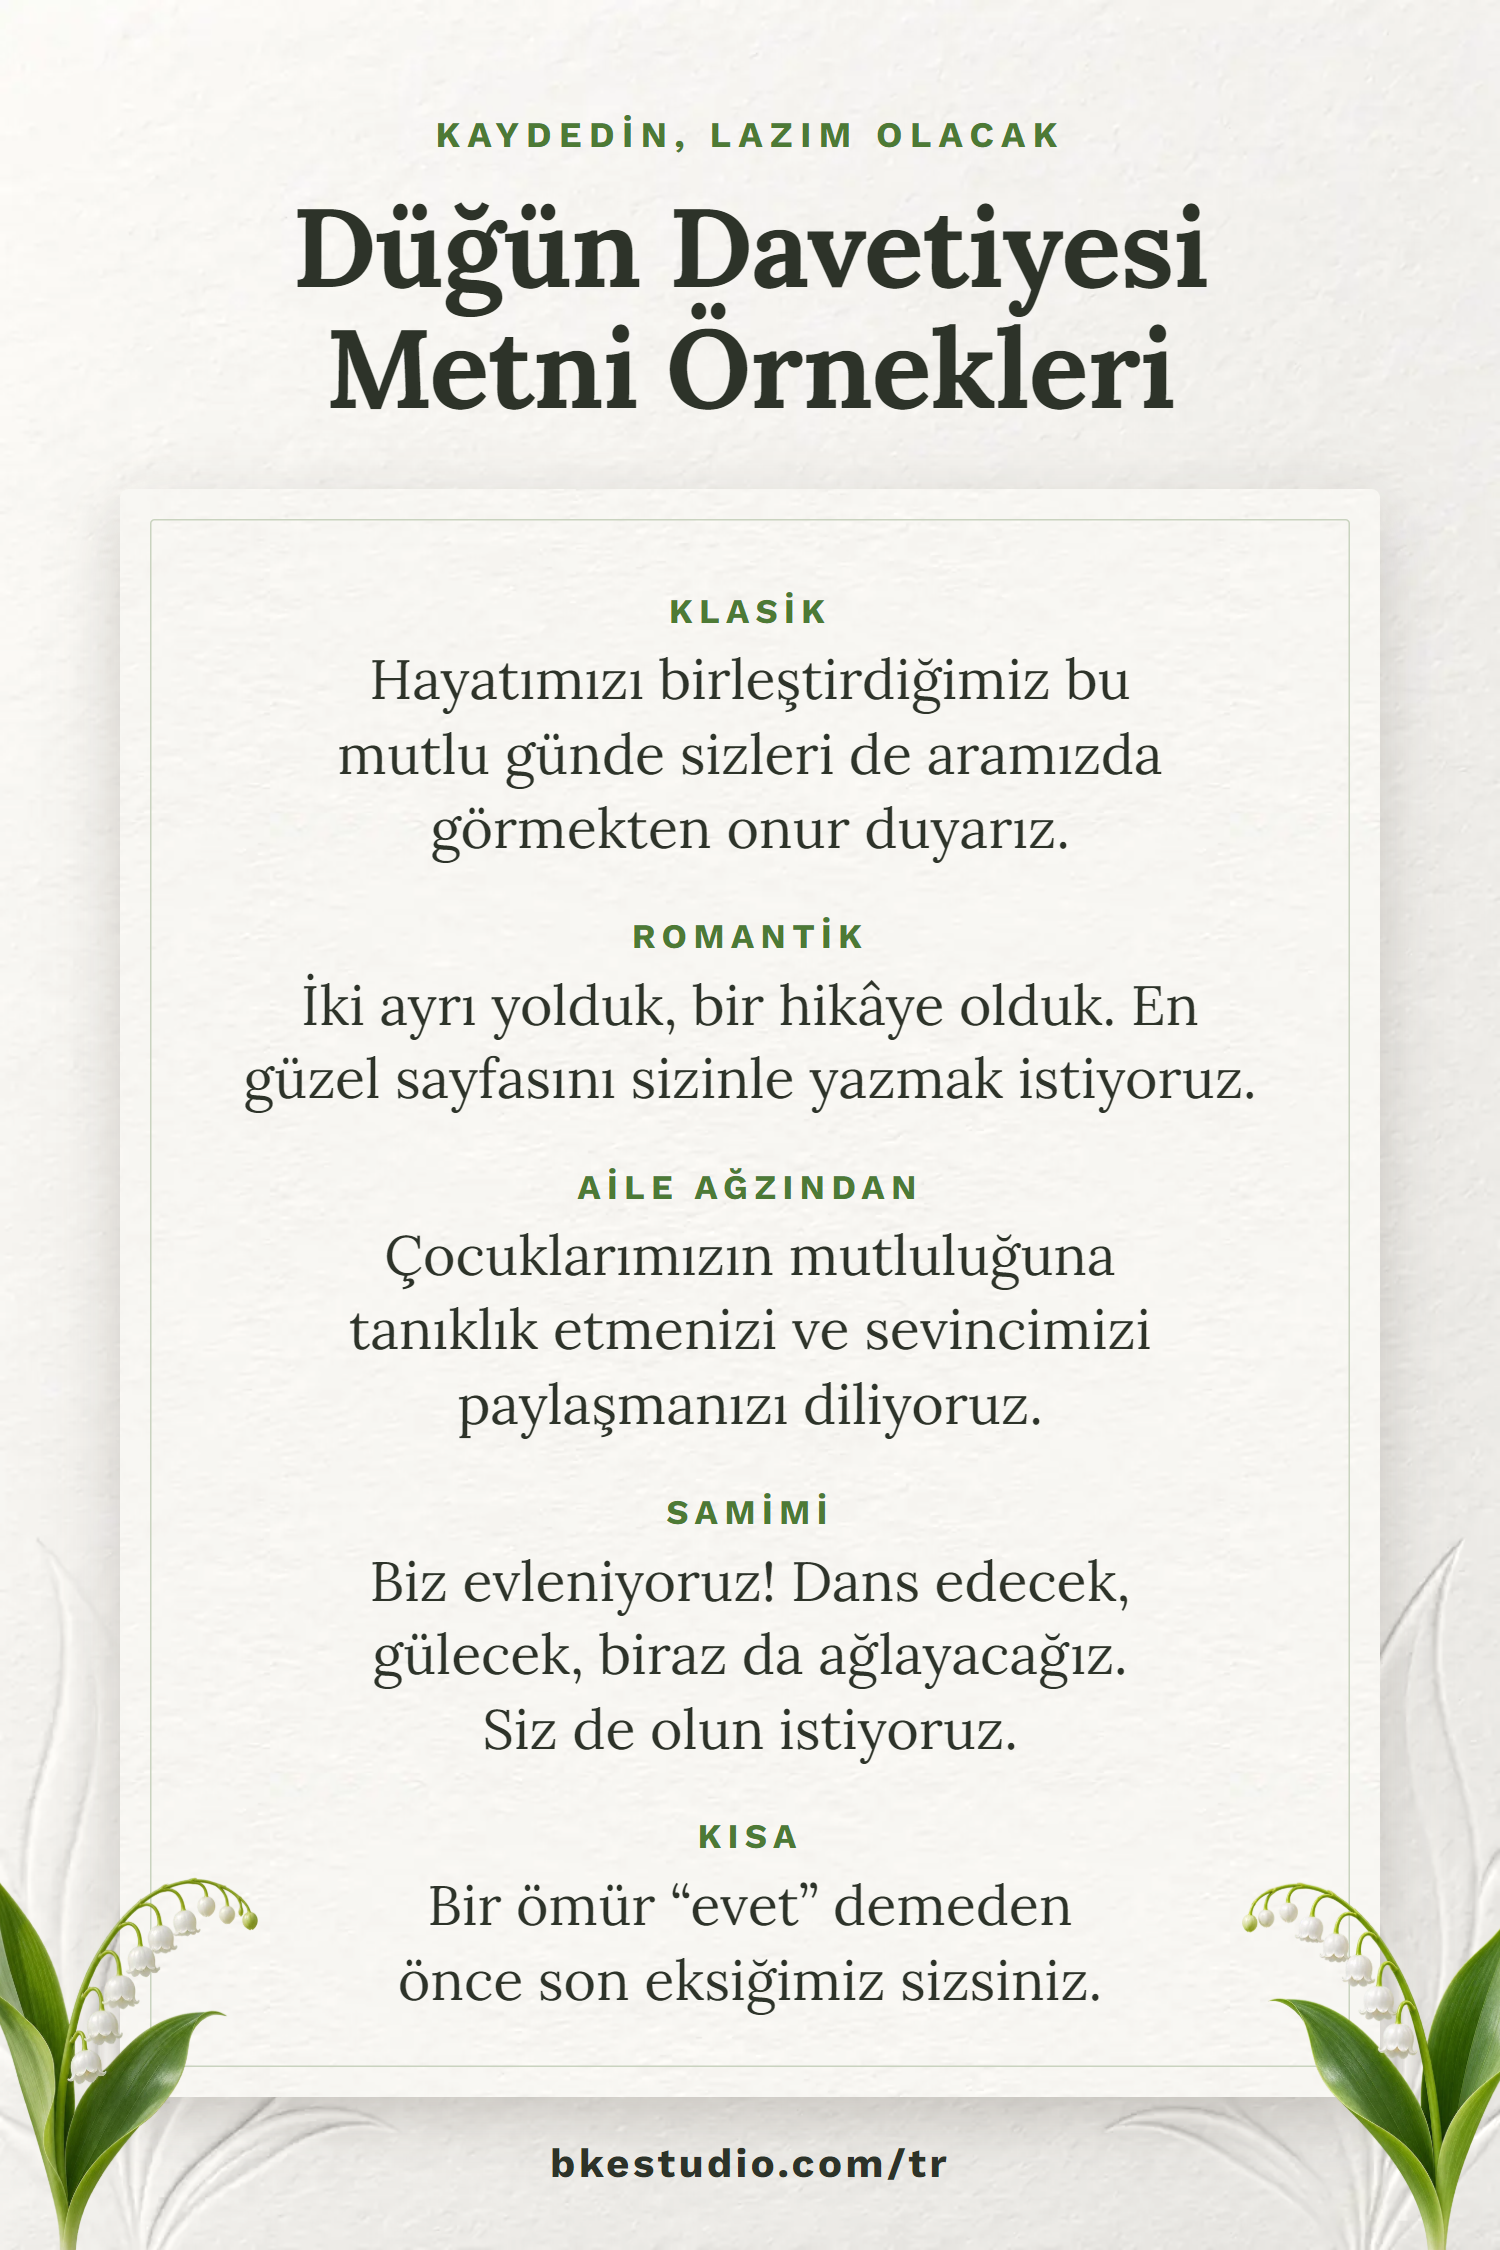 KAYDEDİN, LAZIM OLACAK
Düğün Davetiyesi
Metni Örnekleri
KLASİK
Hayatımızı birleştirdiğimiz bu
mutlu günde sizleri de aramızda
görmekten onur duyarız.
ROMANTİK
İki ayrı yolduk, bir hikâye olduk. En
güzel sayfasını sizinle yazmak istiyoruz.
AİLE AĞZINDAN
Çocuklarımızın mutluluğuna
tanıklık etmenizi ve sevincimizi
paylaşmanızı diliyoruz.
SAMİMİ
Biz evleniyoruz! Dans edecek,
gülecek, biraz da ağlayacağız.
Siz de olun istiyoruz.
KISA
Bir ömür “evet” demeden
önce son eksiğimiz sizsiniz.
bkestudio.com/tr